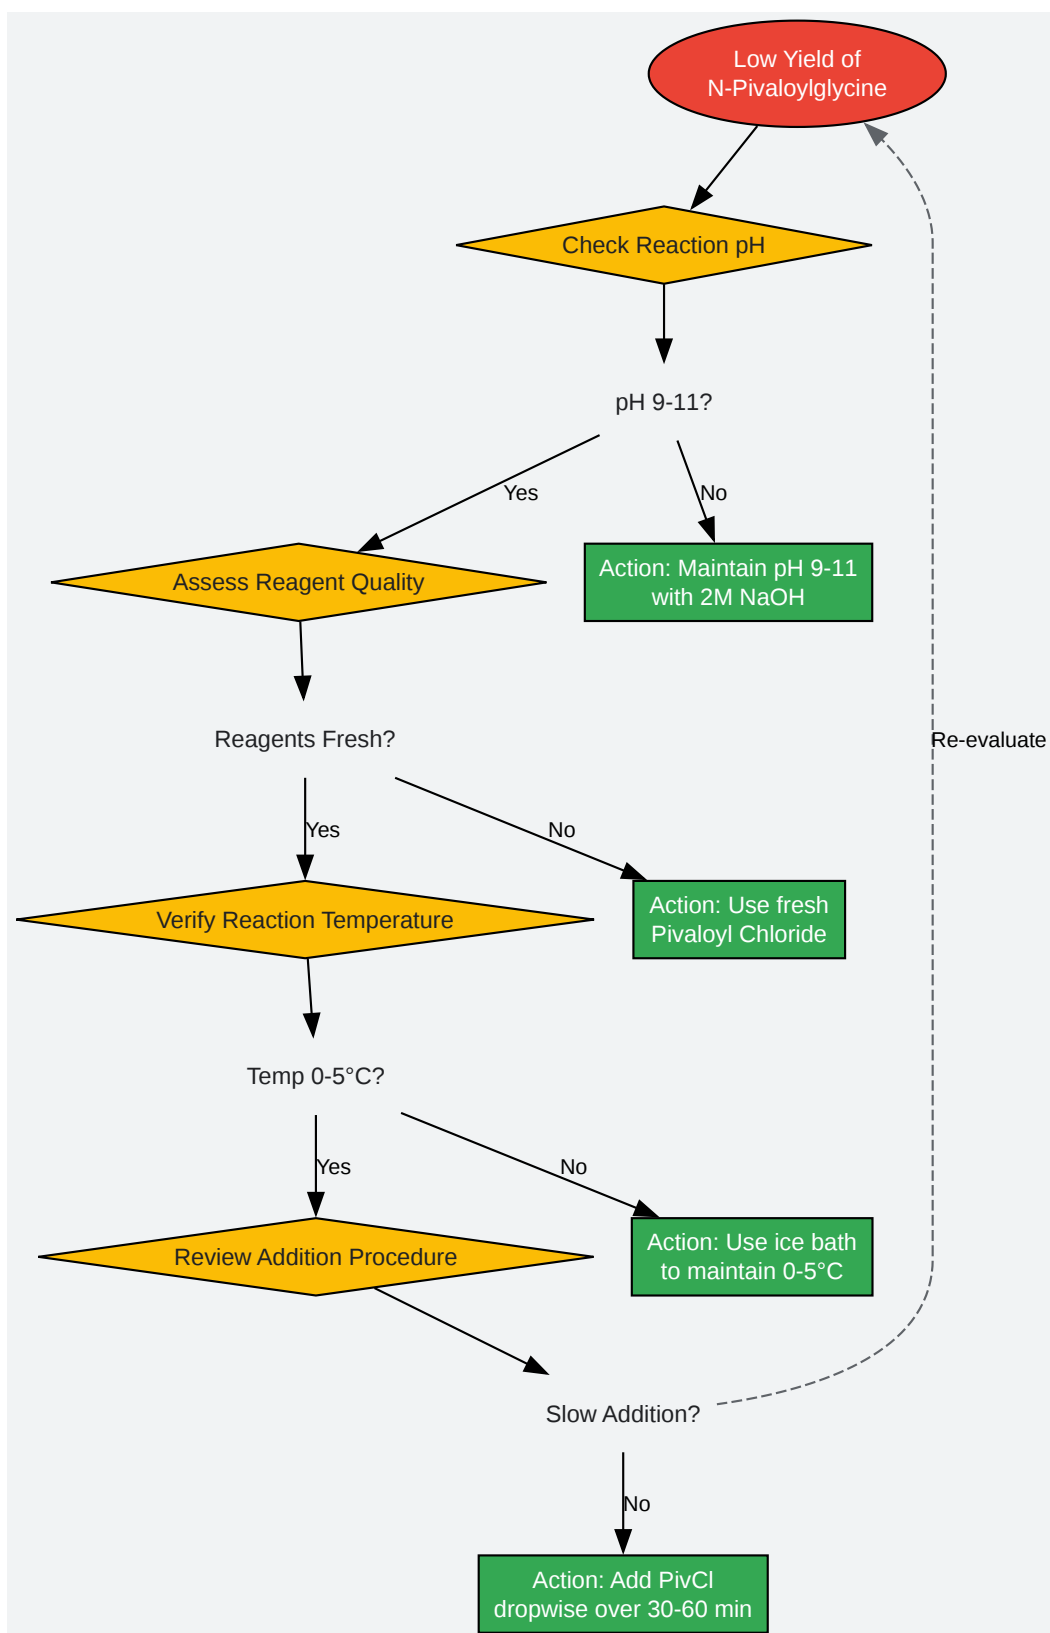 Low Yield of
N-Pivaloylglycine
Check Reaction pH
pH 9-11?
Yes
No
Assess Reagent Quality
Action: Maintain pH 9-11
with 2M NaOH
Reagents Fresh?
Re-evaluate
Yes
No
Verify Reaction Temperature
Action: Use fresh
Pivaloyl Chloride
Temp 0-5°C?
Yes
No
Review Addition Procedure
Action: Use ice bath
to maintain 0-5°C
Slow Addition?
No
Action: Add PivCl
dropwise over 30-60 min